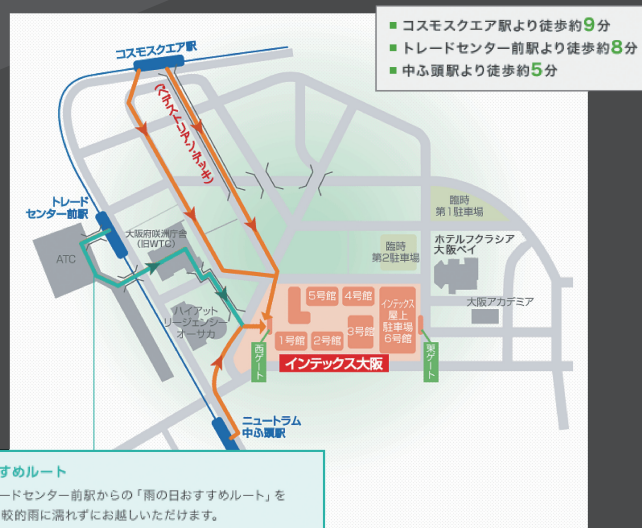 ■ コスモスクエア駅より徒歩約9分
■ トレードセンター前駅より徒歩約8分
■ 中ふ頭駅より徒歩約5分
コスモスクエア駅
(ペデストリアン・デッキ)
トレード
センター前駅
ATC
大阪府咲洲庁舎
(旧WTC)
ハイアット
リージェンシー
オーサカ
臨時
第1駐車場
臨時
第2駐車場
ホテルフクラシア
大阪ベイ
大阪アカデミア
5号館
4号館
インテックス
屋上
駐車場
6号館
3号館
1号館
2号館
西ゲート
東ゲート
インテックス大阪
ニュートラム
中ふ頭駅
すめルート
ードセンター前駅からの「雨の日おすすめルート」を
較的雨に濡れずにお越しいただけます。